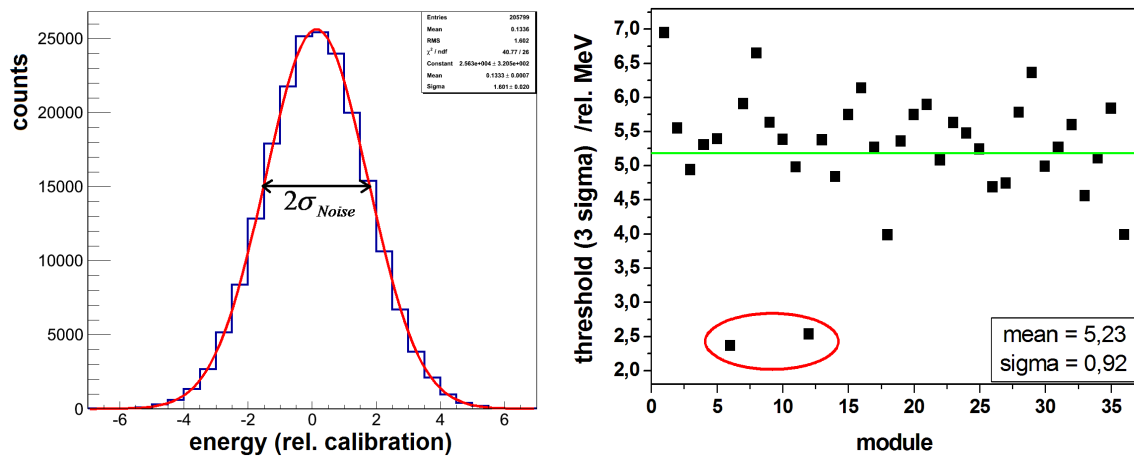 Entries 205799
Mean 0.1336
RMS 1.602
χ² / ndf 40.77 / 26
Constant 2.563e+004 ± 3.205e+002
Mean 0.1333 ± 0.0007
Sigma 1.601 ± 0.020
counts
25000
20000
15000
10000
5000
0
2σNoise
-6 -4 -2 0 2 4 6
energy (rel. calibration)
threshold (3 sigma) /rel. MeV
7,0
6,5
6,0
5,5
5,0
4,5
4,0
3,5
3,0
2,5
2,0
mean = 5,23
sigma = 0,92
0 5 10 15 20 25 30 35
module